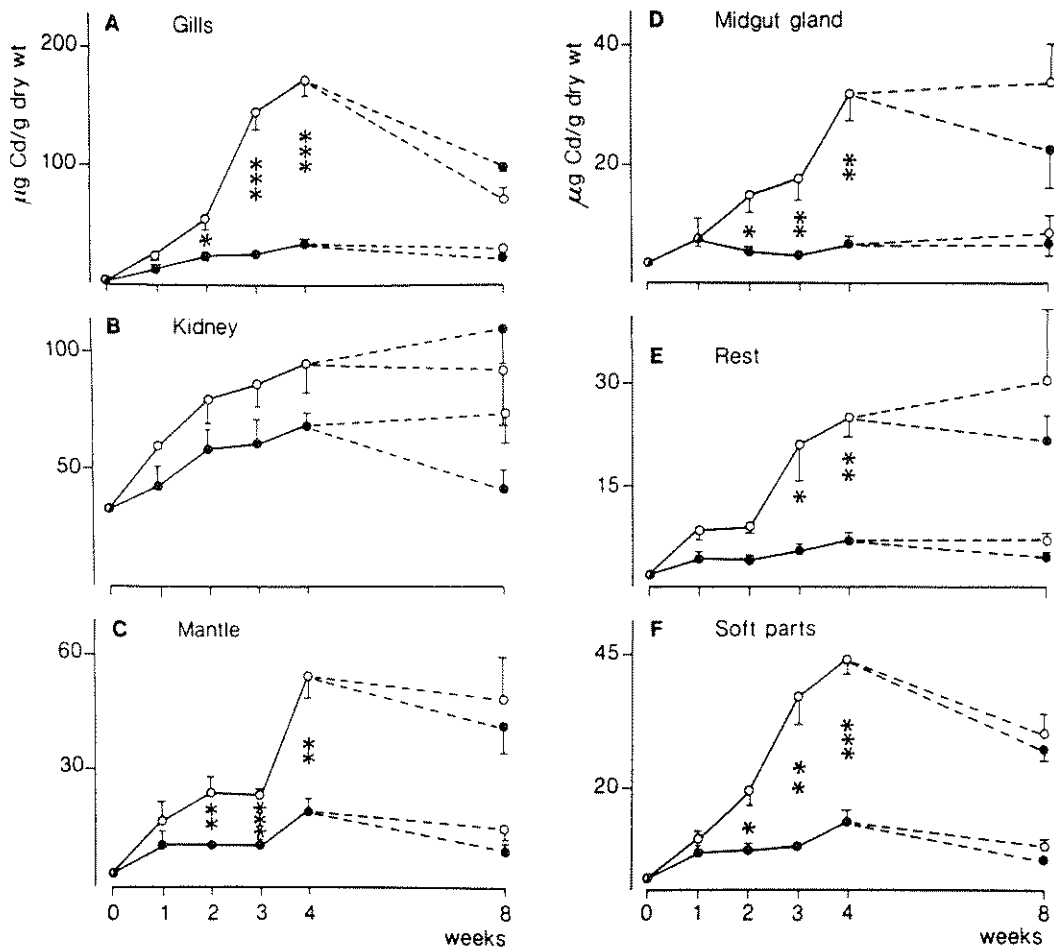 A Gills
μg Cd/g dry wt
200
100
***
***
*
B Kidney
100
50
C Mantle
60
30
**
***
**
0 1 2 3 4 8
weeks
D Midgut gland
μg Cd/g dry wt
40
20
*
**
**
E Rest
30
15
*
**
F Soft parts
45
20
*
**
***
0 1 2 3 4 8
weeks